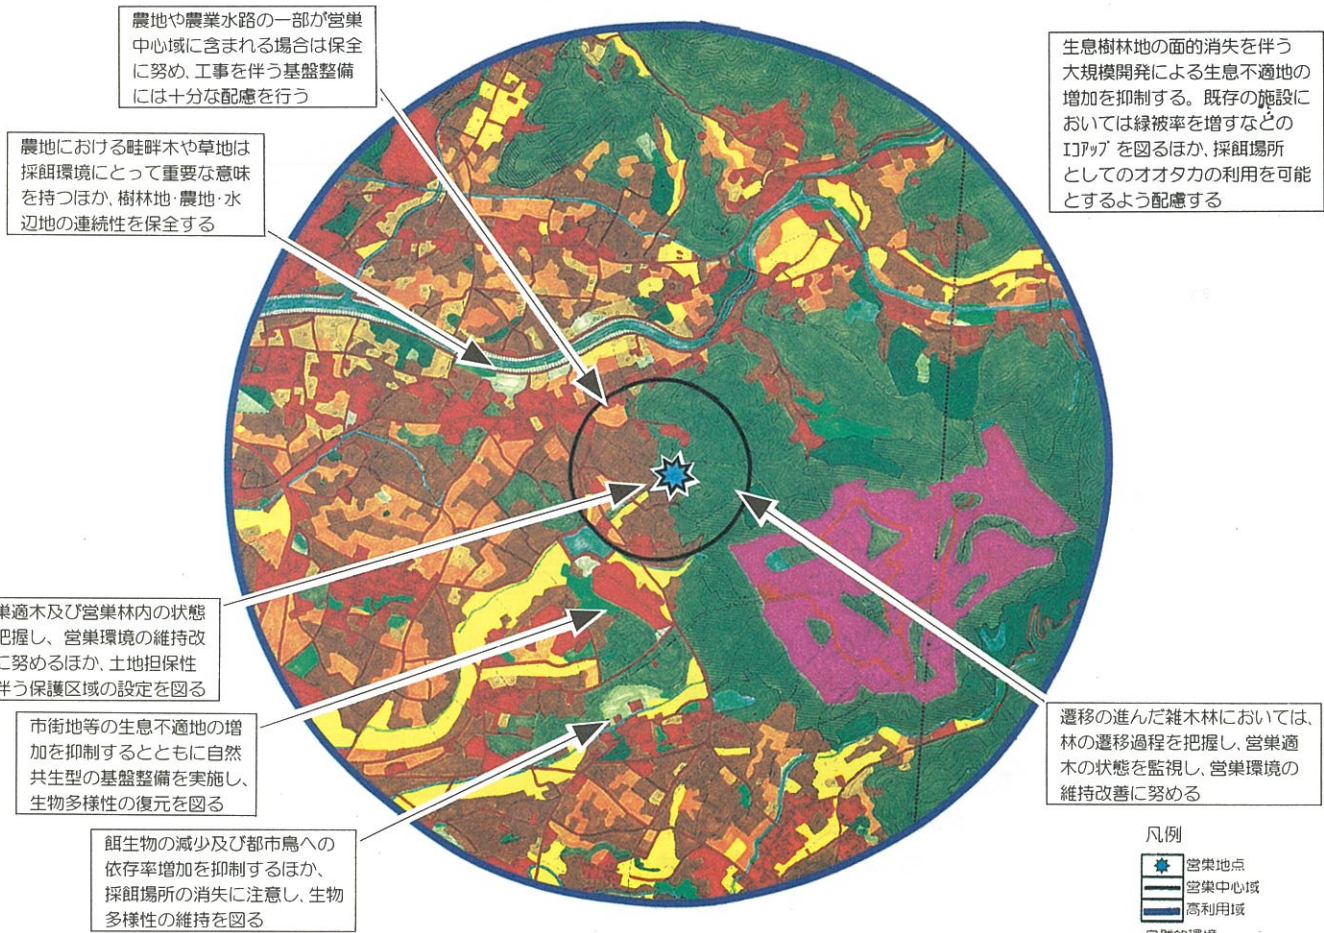 農地や農業水路の一部が営巣
中心域に含まれる場合は保全
に努め、工事を伴う基盤整備
には十分な配慮を行う
生息樹林地の面的消失を伴う
大規模開発による生息不適地の
増加を抑制する。既存の施設に
おいては緑被率を増すなどの
ｴｺｱｯﾌﾟを図るほか、採餌場所
としてのオオタカの利用を可能
とするよう配慮する
農地における畦畔木や草地は
採餌環境にとって重要な意味
を持つほか、樹林地･農地･水
辺地の連続性を保全する
巣適木及び営巣林内の状態
把握し、営巣環境の維持改
に努めるほか、土地担保性
伴う保護区域の設定を図る
市街地等の生息不適地の増
加を抑制するとともに自然
共生型の基盤整備を実施し、
生物多様性の復元を図る
餌生物の減少及び都市鳥への
依存率増加を抑制するほか、
採餌場所の消失に注意し、生物
多様性の維持を図る
遷移の進んだ雑木林においては、
林の遷移過程を把握し、営巣適
木の状態を監視し、営巣環境の
維持改善に努める
凡例
営巣地点
営巣中心域
高利用域